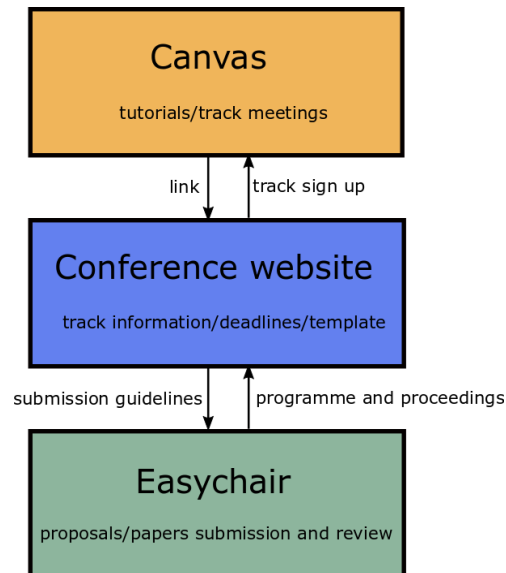 Canvas
tutorials/track meetings
link
track sign up
Conference website
track information/deadlines/template
submission guidelines
programme and proceedings
Easychair
proposals/papers submission and review